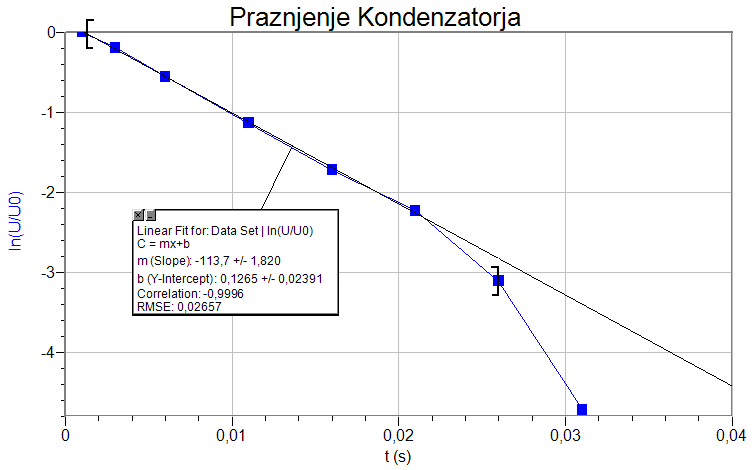 Praznjenje Kondenzatorja
0
-1
-2
-3
-4
ln(U/U0)
Linear Fit for: Data Set | ln(U/U0)
C = mx+b
m (Slope): -113,7 +/- 1,820
b (Y-Intercept): 0,1265 +/- 0,02391
Correlation: -0,9996
RMSE: 0,02657
0
0,01
0,02
0,03
0,04
t (s)